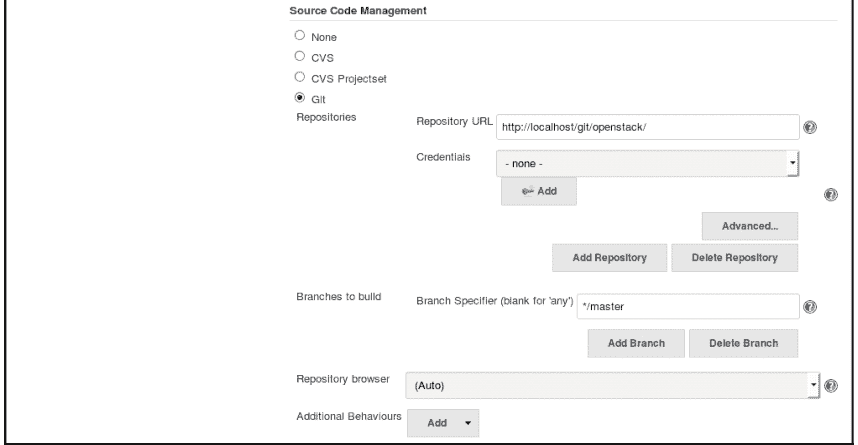 Source Code Management
None
CVS
CVS Projectset
Git
Repositories
Repository URL http://localhost/git/openstack/
Credentials - none -
Add
Advanced...
Add Repository Delete Repository
Branches to build Branch Specifier (blank for 'any') */master
Add Branch Delete Branch
Repository browser (Auto)
Additional Behaviours Add